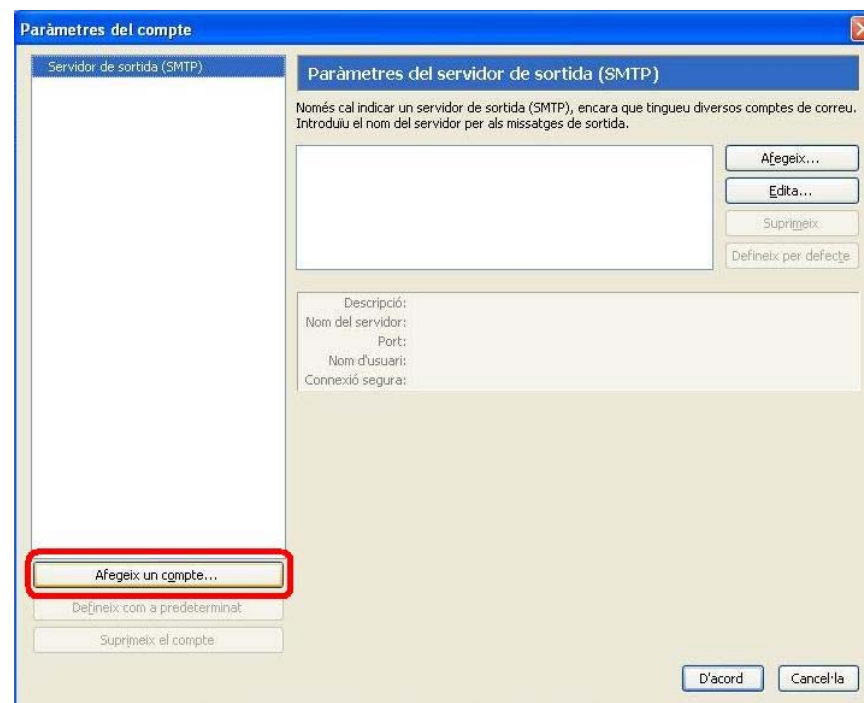 Paràmetres del compte
Servidor de sortida (SMTP)
Paràmetres del servidor de sortida (SMTP)
Només cal indicar un servidor de sortida (SMTP), encara que tingueu diversos comptes de correu.
Introduïu el nom del servidor per als missatges de sortida.
Afegeix...
Edita...
Suprimeix
Defineix per defecte
Descripció:
Nom del servidor:
Port:
Nom d'usuari:
Connexió segura:
Afegeix un compte...
Defineix com a predeterminat
Suprimeix el compte
D'acord
Cancel·la